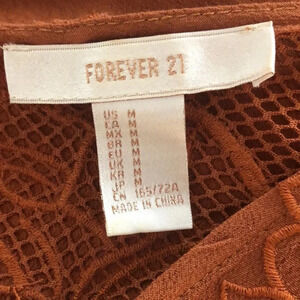 FOREVER 21
US M
CA M
MX M
BR M
EU M
UK M
KR M
JP M
CN 165/72A
MADE IN CHINA